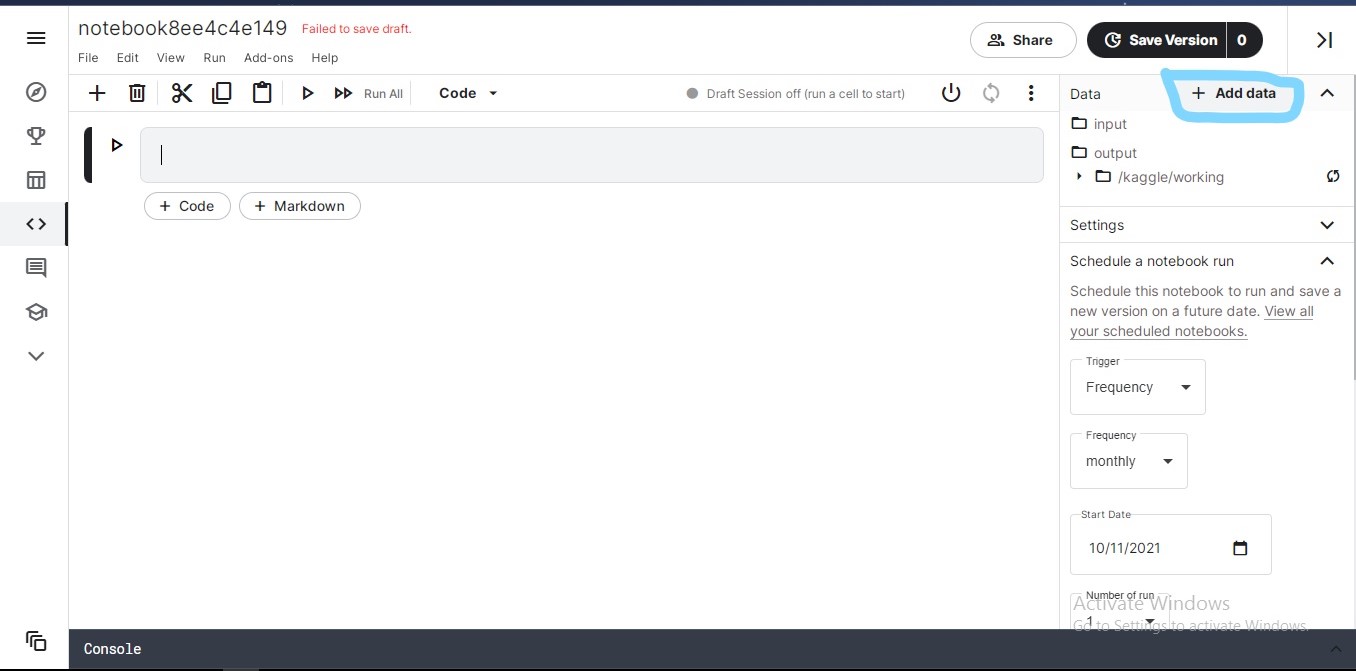 notebook8ee4c4e149 Failed to save draft.
File Edit View Run Add-ons Help
Share
Save Version 0
Run All
Code
Draft Session off (run a cell to start)
+ Code
+ Markdown
Data
+ Add data
input
output
/kaggle/working
Settings
Schedule a notebook run
Schedule this notebook to run and save a
new version on a future date. View all
your scheduled notebooks.
Trigger
Frequency
Frequency
monthly
Start Date
10/11/2021
Number of run
1
Activate Windows
Go to Settings to activate Windows.
Console